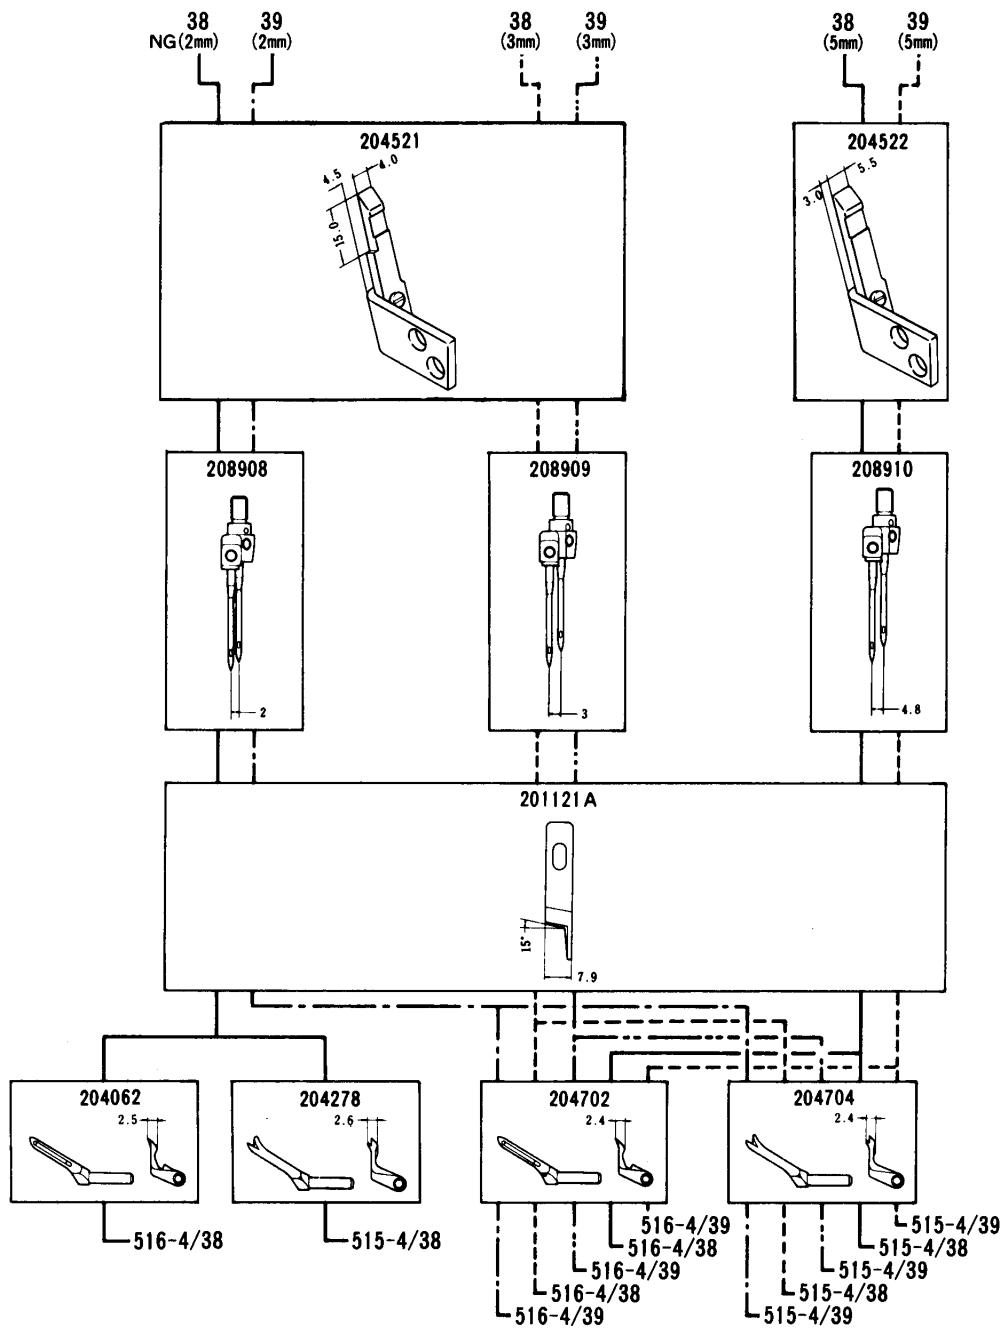 38 39 38 39 38 39
NG(2mm) (2mm) (3mm) (3mm) (5mm) (5mm)
204521 204522
4.5 4.0 15.0
3.0 5.5
208908 208909 208910
2 3 4.8
201121A
15°
7.9
204062 204278 204702 204704
2.5 2.6 2.4 2.4
516-4/38 515-4/38
516-4/39 515-4/39
516-4/38 515-4/38
516-4/39 515-4/39
516-4/38 515-4/38
516-4/39 515-4/39